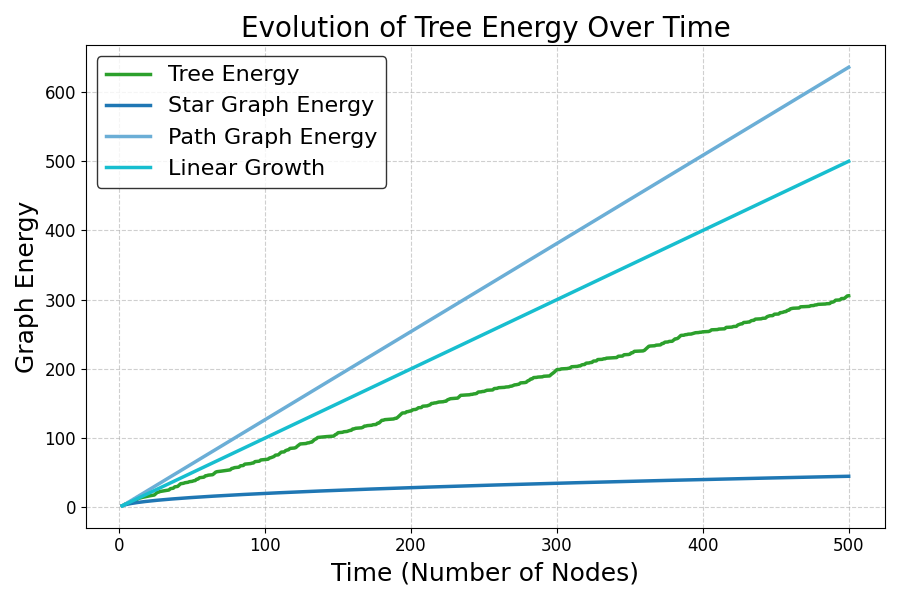 Evolution of Tree Energy Over Time
Tree Energy
Star Graph Energy
Path Graph Energy
Linear Growth
Graph Energy
600
500
400
300
200
100
0
0 100 200 300 400 500
Time (Number of Nodes)